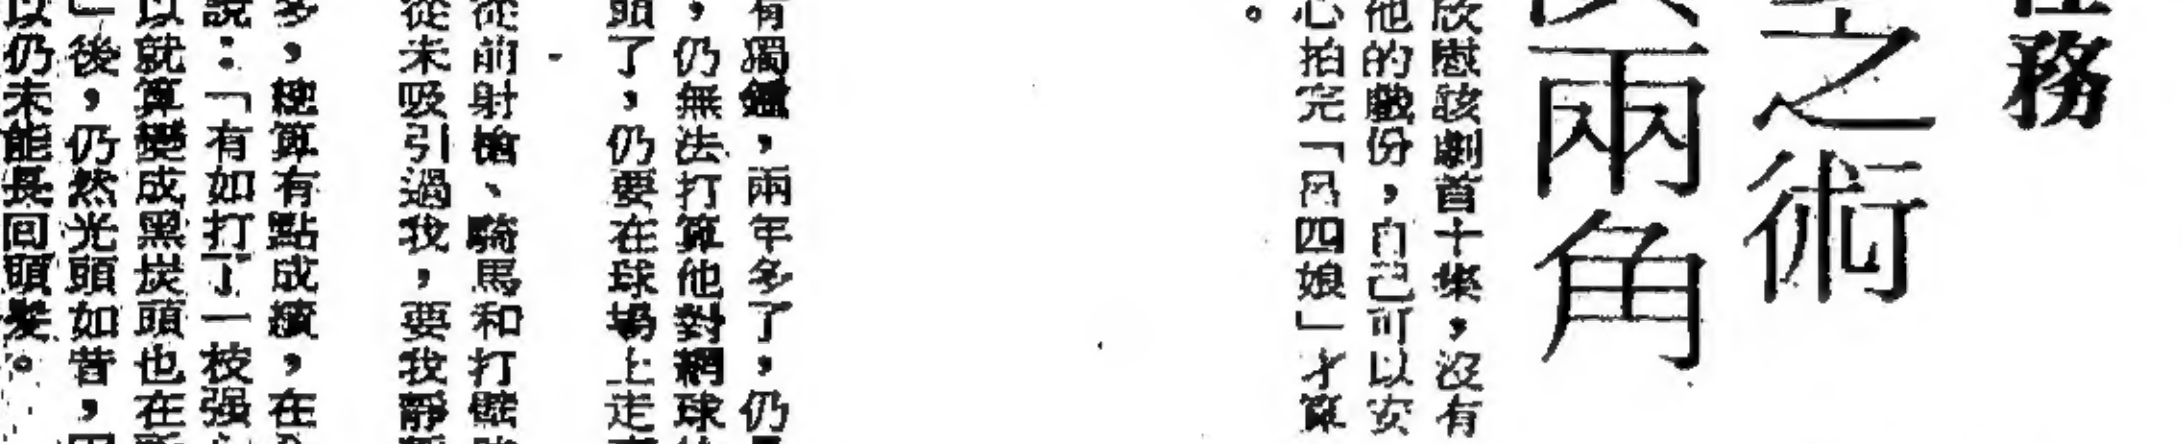 務
之術
兩角
欣慰該劇首十集，沒有
他的戲份，自己可以安
心拍完「呂四娘」才算
。
有獨鍾，兩年多了，仍
，仍無法打算他對網球
頭了，仍要在球場上走
從前射槍、騎馬和打壁
從未吸引過我，要我靜
多，總算有點成績，在
說：「有如打了一枝强
以就算變成黑炭頭也在
」後，仍然光頭如昔，
以仍未能長回頭髮。